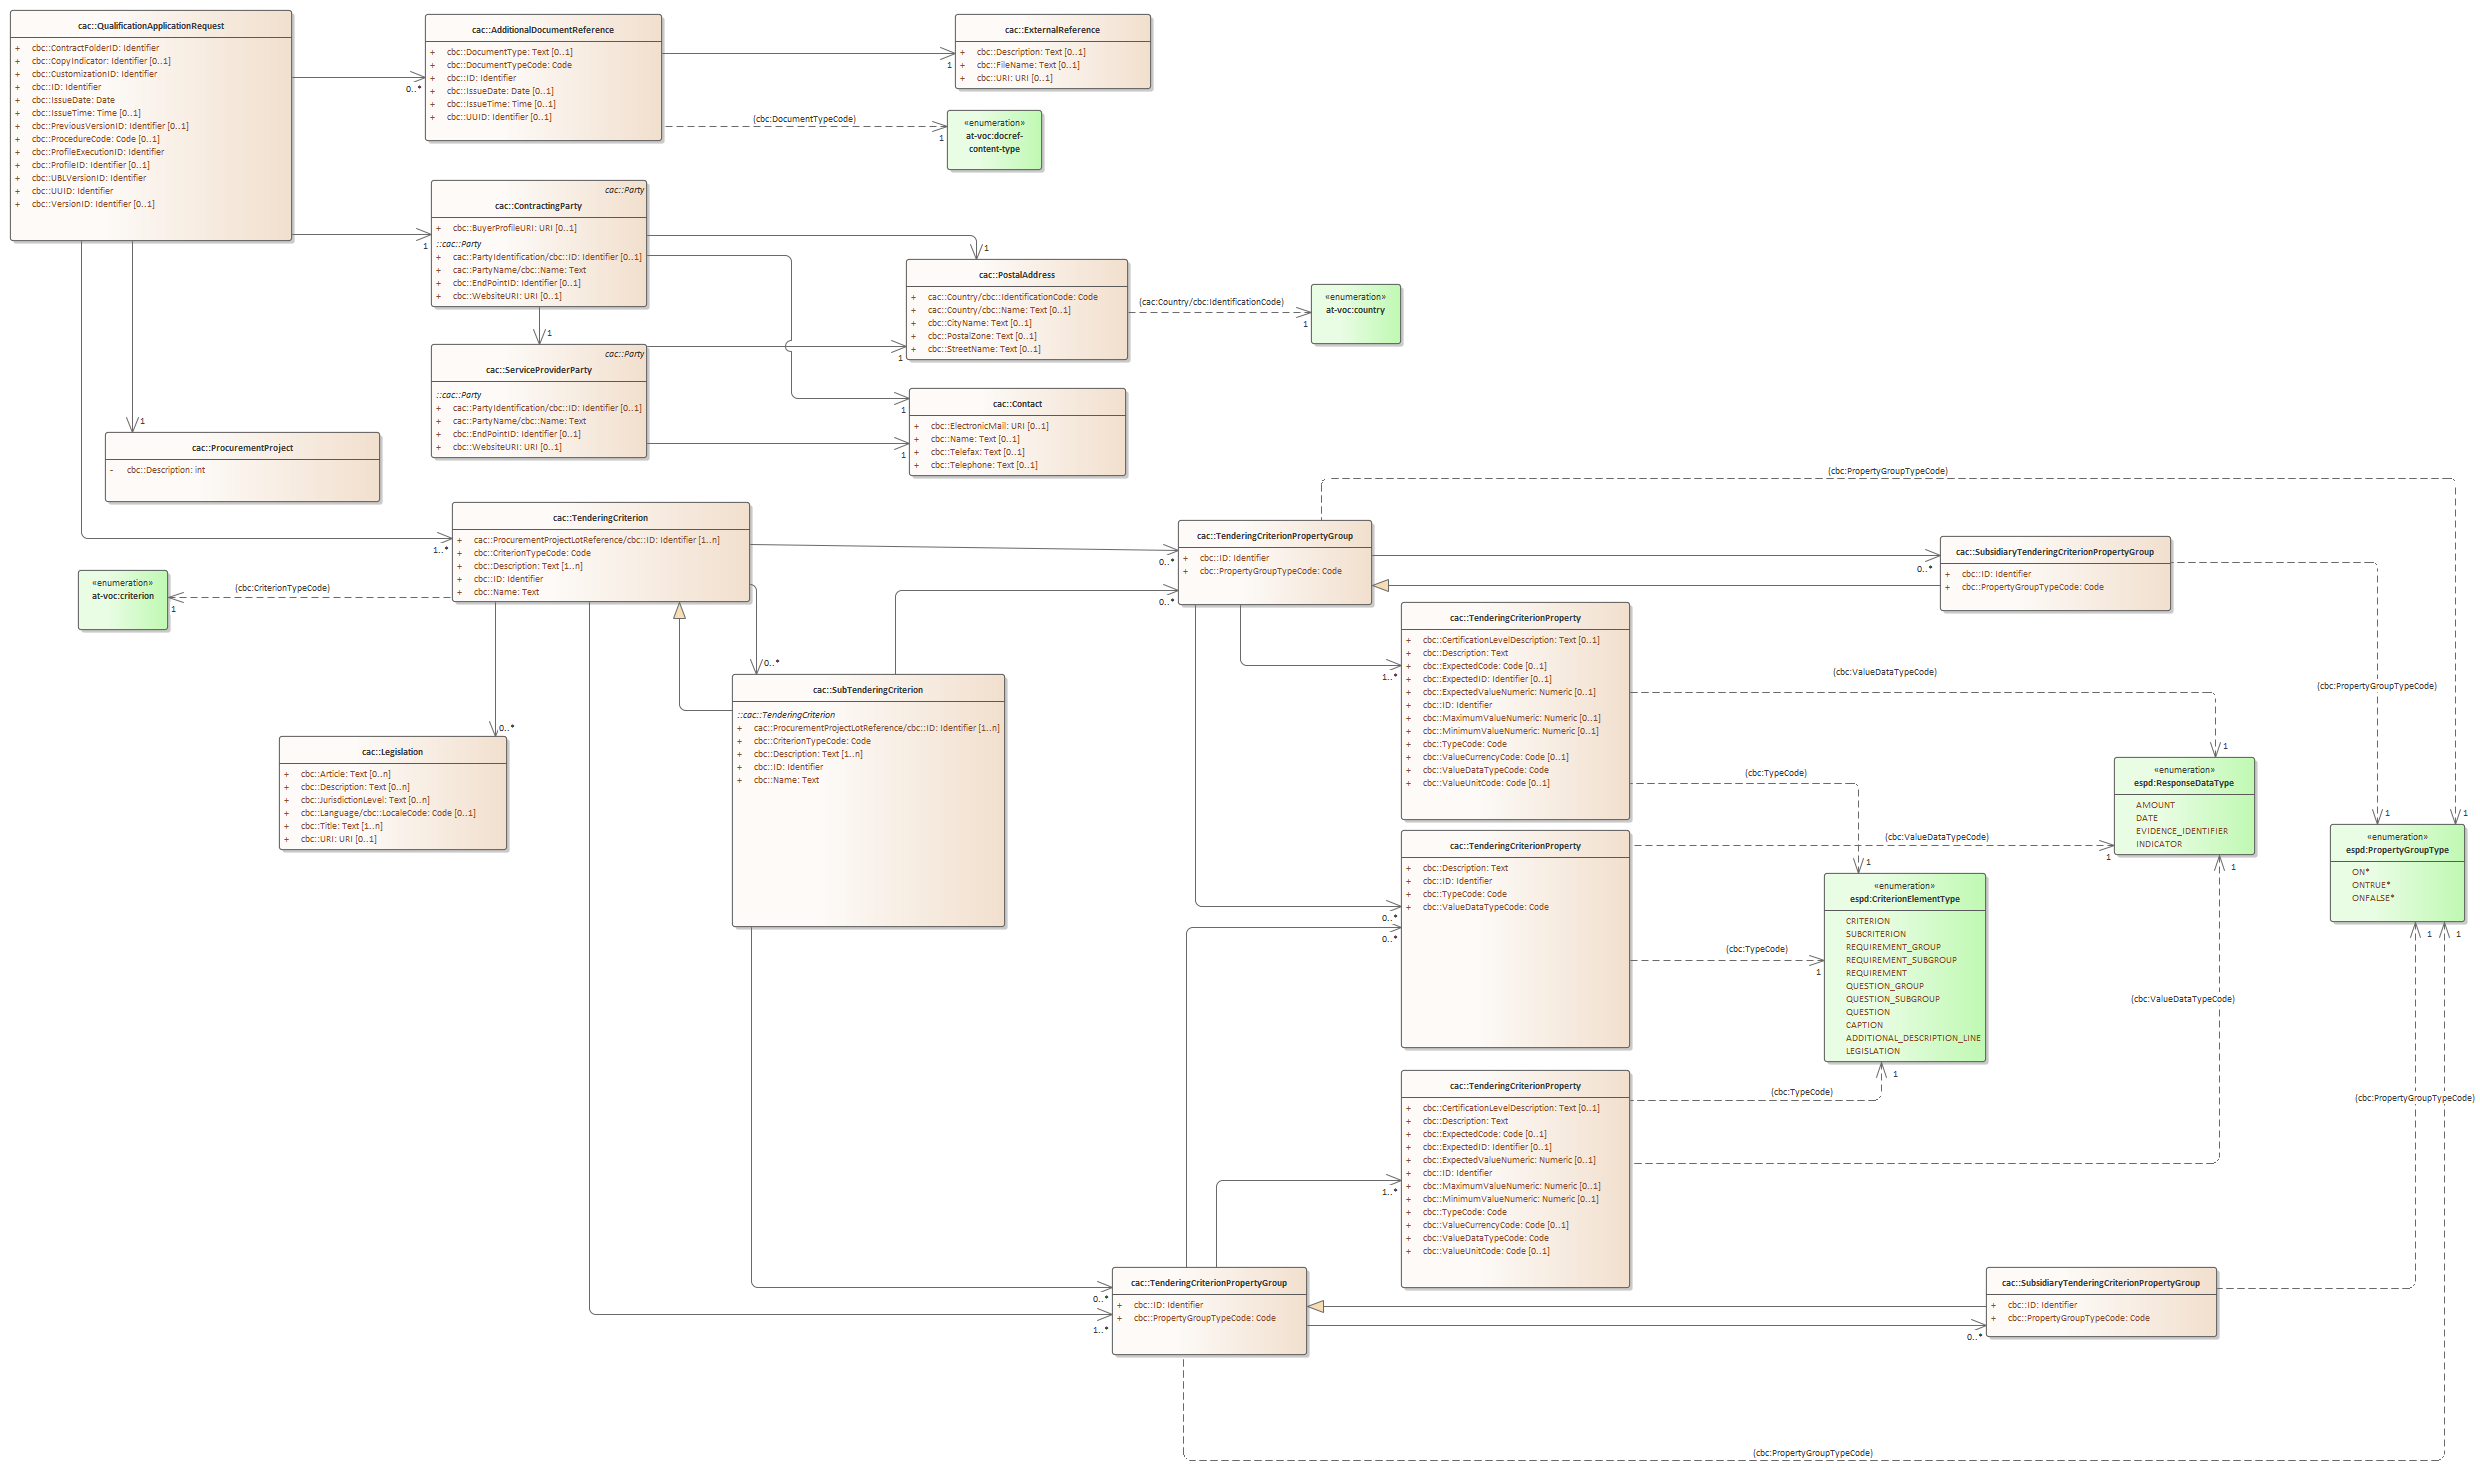 cac::QualificationApplicationRequest
+ cbc::ContractFolderID: Identifier
+ cbc::CopyIndicator: Identifier [0..1]
+ cbc::CustomizationID: Identifier
+ cbc::ID: Identifier
+ cbc::IssueDate: Date
+ cbc::IssueTime: Time [0..1]
+ cbc::PreviousVersionID: Identifier [0..1]
+ cbc::ProcedureCode: Code [0..1]
+ cbc::ProfileExecutionID: Identifier
+ cbc::ProfileID: Identifier [0..1]
+ cbc::UBLVersionID: Identifier
+ cbc::UUID: Identifier
+ cbc::VersionID: Identifier [0..1]
0..*
cac::AdditionalDocumentReference
+ cbc::DocumentType: Text [0..1]
+ cbc::DocumentTypeCode: Code
+ cbc::ID: Identifier
+ cbc::IssueDate: Date [0..1]
+ cbc::IssueTime: Time [0..1]
+ cbc::UUID: Identifier [0..1]
1
cac::ExternalReference
+ cbc::Description: Text [0..1]
+ cbc::FileName: Text [0..1]
+ cbc::URI: URI [0..1]
(cbc:DocumentTypeCode)
1
«enumeration»
at-voc:docref-
content-type
1
cac::Party
cac::ContractingParty
+ cbc::BuyerProfileURI: URI [0..1]
::cac::Party
+ cac::PartyIdentification/cbc::ID: Identifier [0..1]
+ cac::PartyName/cbc::Name: Text
+ cbc::EndPointID: Identifier [0..1]
+ cbc::WebsiteURI: URI [0..1]
1
1
cac::PostalAddress
+ cac::Country/cbc::IdentificationCode: Code
+ cac::Country/cbc::Name: Text [0..1]
+ cbc::CityName: Text [0..1]
+ cbc::PostalZone: Text [0..1]
+ cbc::StreetName: Text [0..1]
(cac:Country/cbc:IdentificationCode)
1
«enumeration»
at-voc:country
cac::Party
cac::ServiceProviderParty
::cac::Party
+ cac::PartyIdentification/cbc::ID: Identifier [0..1]
+ cac::PartyName/cbc::Name: Text
+ cbc::EndPointID: Identifier [0..1]
+ cbc::WebsiteURI: URI [0..1]
1
1
1
cac::Contact
+ cbc::ElectronicMail: URI [0..1]
+ cbc::Name: Text [0..1]
+ cbc::Telefax: Text [0..1]
+ cbc::Telephone: Text [0..1]
1
cac::ProcurementProject
- cbc::Description: int
1..*
cac::TenderingCriterion
+ cac::ProcurementProjectLotReference/cbc::ID: Identifier [1..n]
+ cbc::CriterionTypeCode: Code
+ cbc::Description: Text [1..n]
+ cbc::ID: Identifier
+ cbc::Name: Text
(cbc:CriterionTypeCode)
1
«enumeration»
at-voc:criterion
0..*
0..*
cac::TenderingCriterionPropertyGroup
+ cbc::ID: Identifier
+ cbc::PropertyGroupTypeCode: Code
(cbc:PropertyGroupTypeCode)
0..*
cac::SubsidiaryTenderingCriterionPropertyGroup
+ cbc::ID: Identifier
+ cbc::PropertyGroupTypeCode: Code
(cbc:PropertyGroupTypeCode)
0..*
cac::SubTenderingCriterion
::cac::TenderingCriterion
+ cac::ProcurementProjectLotReference/cbc::ID: Identifier [1..n]
+ cbc::CriterionTypeCode: Code
+ cbc::Description: Text [1..n]
+ cbc::ID: Identifier
+ cbc::Name: Text
0..*
cac::Legislation
+ cbc::Article: Text [0..n]
+ cbc::Description: Text [0..n]
+ cbc::JurisdictionLevel: Text [0..n]
+ cbc::Language/cbc::LocaleCode: Code [0..1]
+ cbc::Title: Text [1..n]
+ cbc::URI: URI [0..1]
1..*
cac::TenderingCriterionProperty
+ cbc::CertificationLevelDescription: Text [0..1]
+ cbc::Description: Text
+ cbc::ExpectedCode: Code [0..1]
+ cbc::ExpectedID: Identifier [0..1]
+ cbc::ExpectedValueNumeric: Numeric [0..1]
+ cbc::ID: Identifier
+ cbc::MaximumValueNumeric: Numeric [0..1]
+ cbc::MinimumValueNumeric: Numeric [0..1]
+ cbc::TypeCode: Code
+ cbc::ValueCurrencyCode: Code [0..1]
+ cbc::ValueDataTypeCode: Code
+ cbc::ValueUnitCode: Code [0..1]
(cbc:ValueDataTypeCode)
1
(cbc:TypeCode)
1
«enumeration»
espd:ResponseDataType
AMOUNT
DATE
EVIDENCE_IDENTIFIER
INDICATOR
1
1
«enumeration»
espd:PropertyGroupType
ON*
ONTRUE*
ONFALSE*
1
1
0..*
0..*
cac::TenderingCriterionProperty
+ cbc::Description: Text
+ cbc::ID: Identifier
+ cbc::TypeCode: Code
+ cbc::ValueDataTypeCode: Code
(cbc:ValueDataTypeCode)
1
1
(cbc:TypeCode)
1
«enumeration»
espd:CriterionElementType
CRITERION
SUBCRITERION
REQUIREMENT_GROUP
REQUIREMENT_SUBGROUP
REQUIREMENT
QUESTION_GROUP
QUESTION_SUBGROUP
QUESTION
CAPTION
ADDITIONAL_DESCRIPTION_LINE
LEGISLATION
1
(cbc:ValueDataTypeCode)
(cbc:TypeCode)
(cbc:PropertyGroupTypeCode)
1..*
cac::TenderingCriterionProperty
+ cbc::CertificationLevelDescription: Text [0..1]
+ cbc::Description: Text
+ cbc::ExpectedCode: Code [0..1]
+ cbc::ExpectedID: Identifier [0..1]
+ cbc::ExpectedValueNumeric: Numeric [0..1]
+ cbc::ID: Identifier
+ cbc::MaximumValueNumeric: Numeric [0..1]
+ cbc::MinimumValueNumeric: Numeric [0..1]
+ cbc::TypeCode: Code
+ cbc::ValueCurrencyCode: Code [0..1]
+ cbc::ValueDataTypeCode: Code
+ cbc::ValueUnitCode: Code [0..1]
0..*
1..*
cac::TenderingCriterionPropertyGroup
+ cbc::ID: Identifier
+ cbc::PropertyGroupTypeCode: Code
0..*
cac::SubsidiaryTenderingCriterionPropertyGroup
+ cbc::ID: Identifier
+ cbc::PropertyGroupTypeCode: Code
(cbc:PropertyGroupTypeCode)